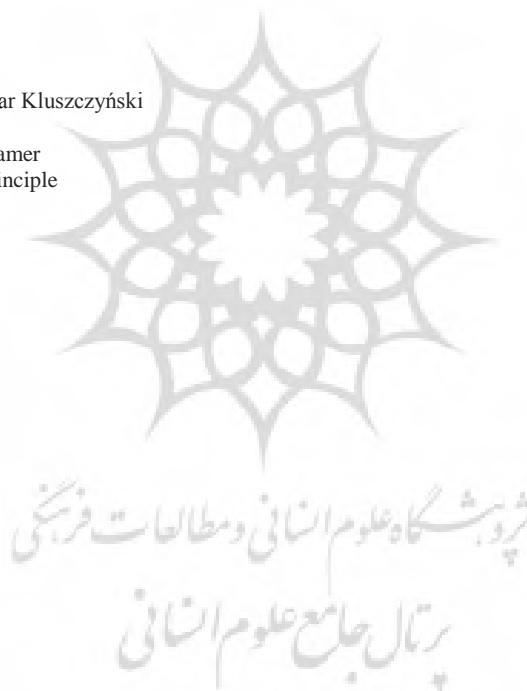 ar Kluszczyński
amer
inciple
پژوهشگاه علوم انسانی و مطالعات فرهنگی
پرتال جامع علوم انسانی